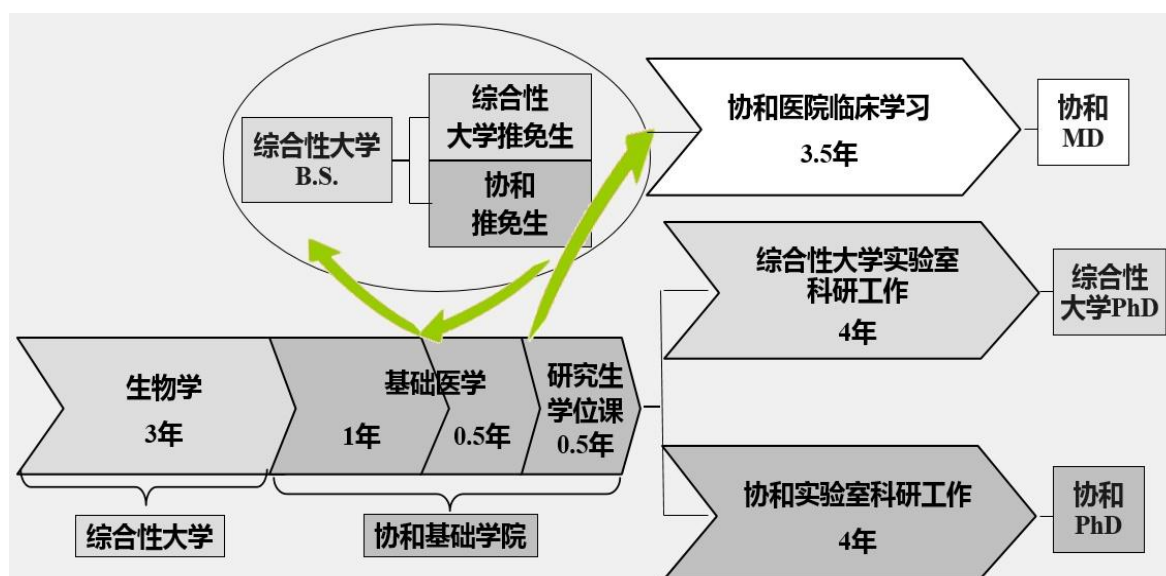 综合性大学
B.S.
综合性
大学推免生
协和
推免生
协和医院临床学习
3.5年
协和
MD
综合性大学实验室
科研工作
4年
综合性
大学PhD
生物学
3年
基础医学
1年
0.5年
研究生
学位课
0.5年
协和实验室科研工作
4年
协和
PhD
综合性大学
协和基础学院